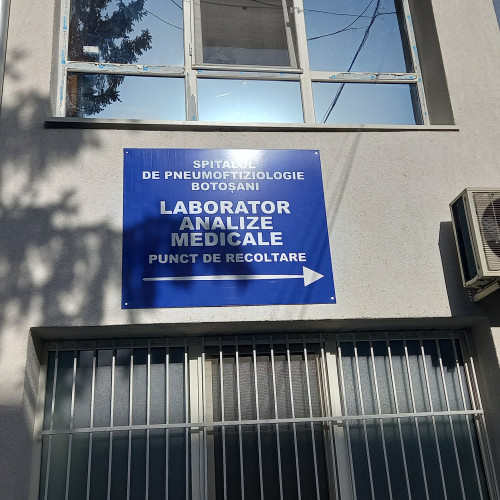 SPITALUL
DE PNEUMOFTIZIOLOGIE
BOTOȘANI
LABORATOR
ANALIZE
MEDICALE
PUNCT DE RECOLTARE